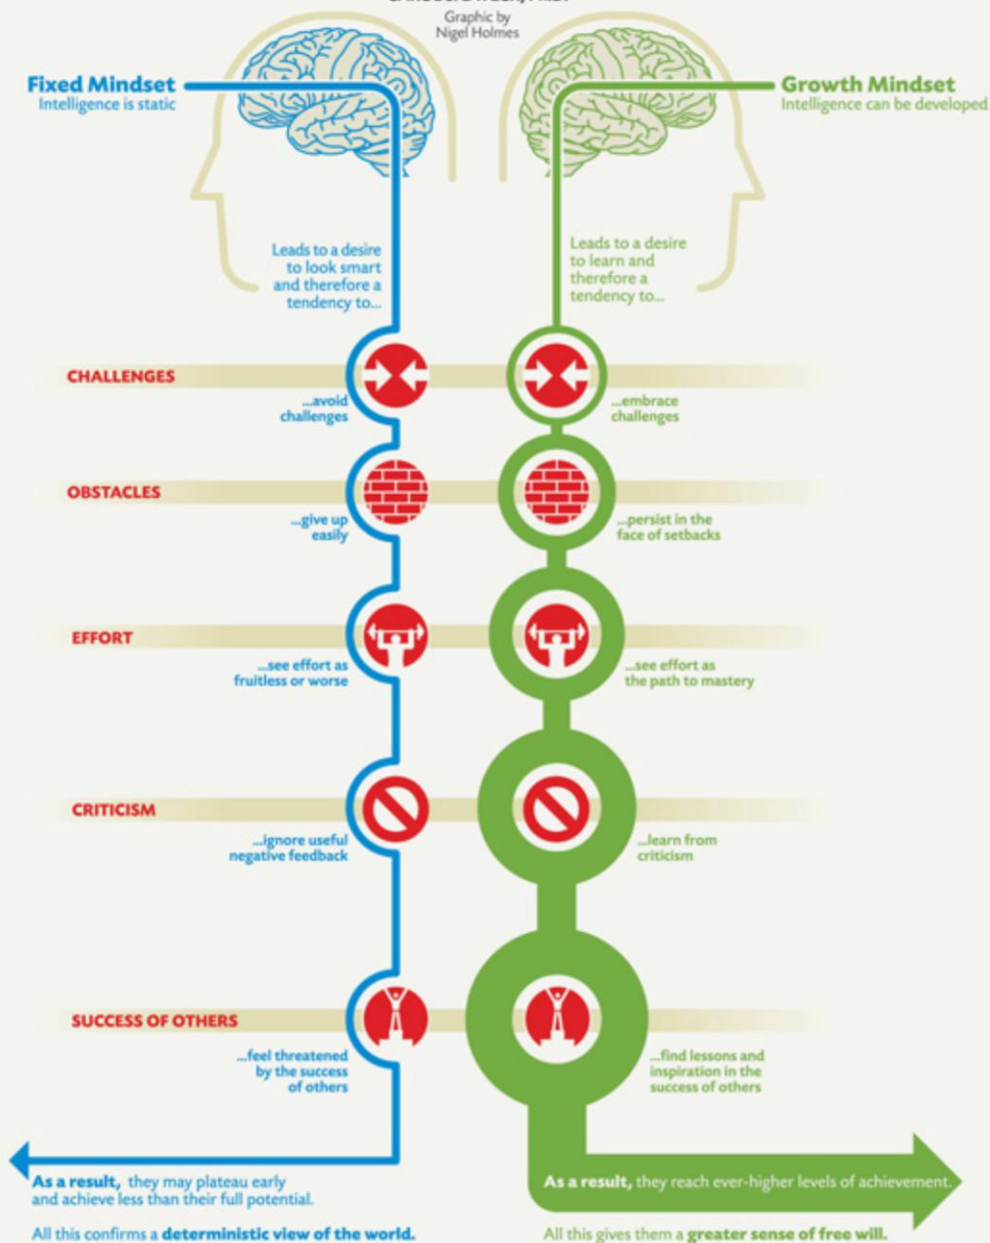 Graphic by
Nigel Holmes
Fixed Mindset
Intelligence is static
Growth Mindset
Intelligence can be developed
Leads to a desire
to look smart
and therefore a
tendency to...
Leads to a desire
to learn and
therefore a
tendency to...
CHALLENGES
...avoid
challenges
...embrace
challenges
OBSTACLES
...give up
easily
...persist in the
face of setbacks
EFFORT
...see effort as
fruitless or worse
...see effort as
the path to mastery
CRITICISM
...ignore useful
negative feedback
...learn from
criticism
SUCCESS OF OTHERS
...feel threatened
by the success
of others
...find lessons and
inspiration in the
success of others
As a result, they may plateau early
and achieve less than their full potential.
All this confirms a deterministic view of the world.
As a result, they reach ever-higher levels of achievement.
All this gives them a greater sense of free will.